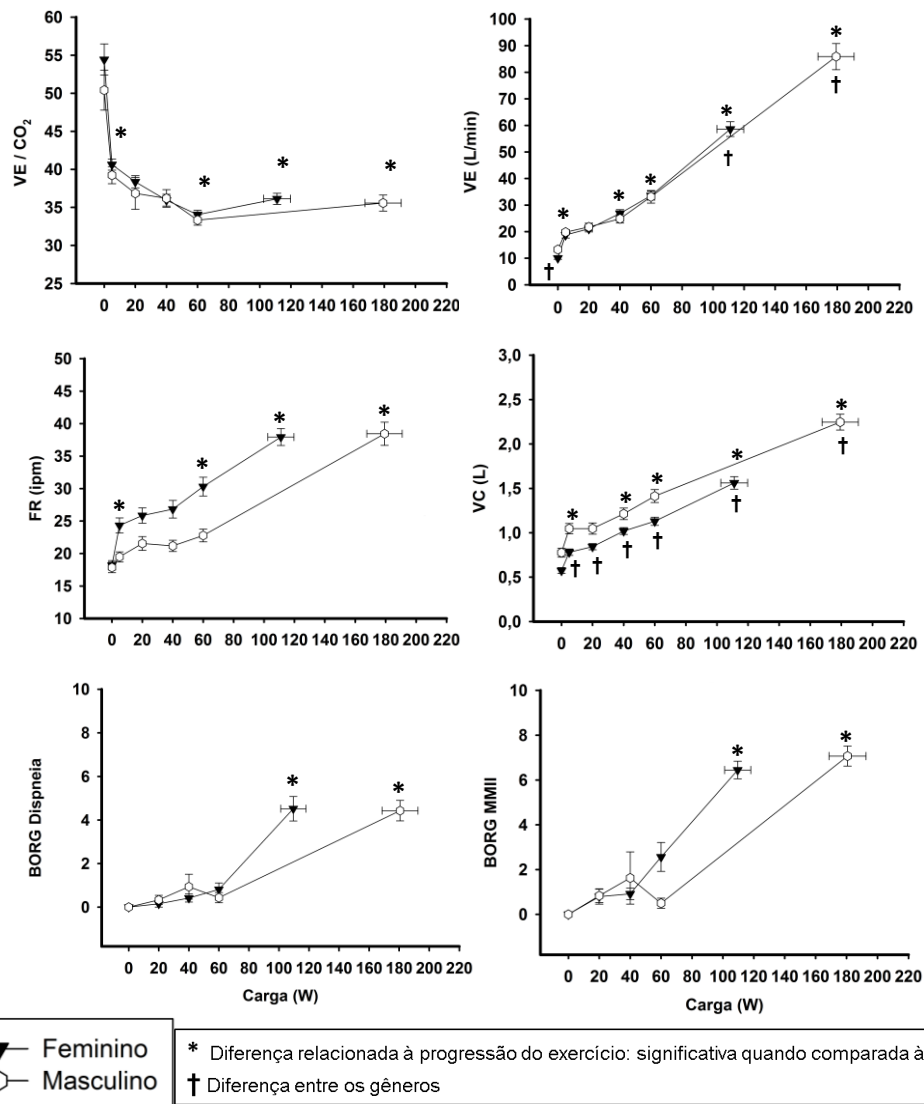 60
55
50
45
40
35
30
25
VE / CO2
0 20 40 60 80 100 120 140 160 180 200 220
* * * *
100
90
80
70
60
50
40
30
20
10
0
VE (L/min)
0 20 40 60 80 100 120 140 160 180 200 220
* * * * *
† † †
50
45
40
35
30
25
20
15
10
FR (ipm)
0 20 40 60 80 100 120 140 160 180 200 220
* * * *
3,0
2,5
2,0
1,5
1,0
0,5
0,0
VC (L)
0 20 40 60 80 100 120 140 160 180 200 220
* * * * *
† † † † † †
10
8
6
4
2
0
BORG Dispneia
0 20 40 60 80 100 120 140 160 180 200 220
Carga (W)
* *
10
8
6
4
2
0
BORG MMII
0 20 40 60 80 100 120 140 160 180 200 220
Carga (W)
* *
Feminino
Masculino
* Diferença relacionada à progressão do exercício: significativa quando comparada à
† Diferença entre os gêneros